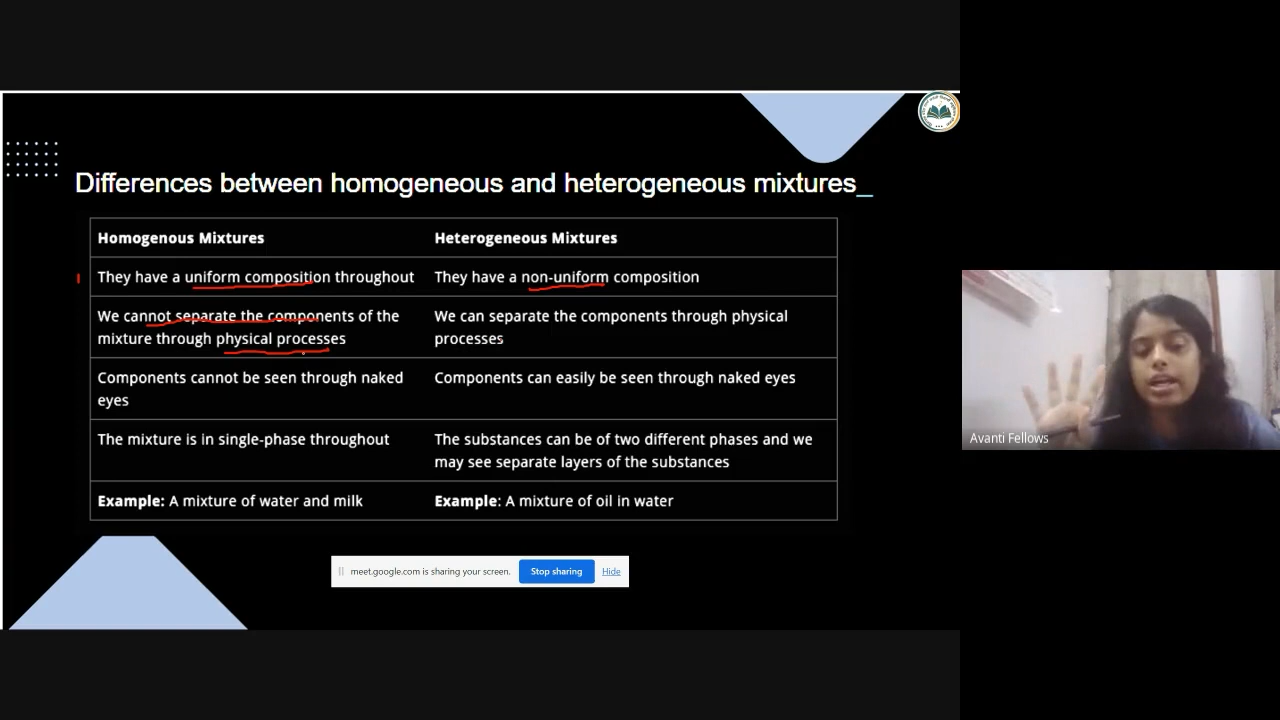 Differences between homogeneous and heterogeneous mixtures_
Homogenous Mixtures
Heterogeneous Mixtures
They have a uniform composition throughout
They have a non-uniform composition
We cannot separate the components of the
mixture through physical processes
We can separate the components through physical
processes
Components cannot be seen through naked
eyes
Components can easily be seen through naked eyes
The mixture is in single-phase throughout
The substances can be of two different phases and we
may see separate layers of the substances
Example: A mixture of water and milk
Example: A mixture of oil in water
meet.google.com is sharing your screen.
Stop sharing
Hide
Avanti Fellows